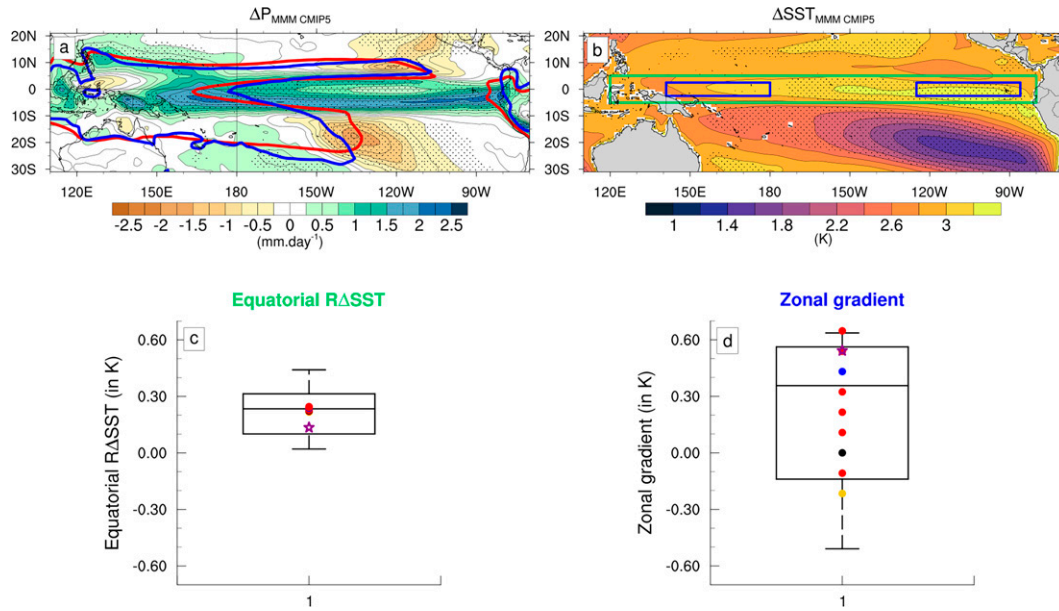 ΔP MMM CMIP5
ΔSST MMM CMIP5
a
20N
10N
0
10S
20S
30S
120E 150E 180 150W 120W 90W
-2.5 -2 -1.5 -1 -0.5 0 0.5 1 1.5 2 2.5
(mm.day-1)
b
20N
10N
0
10S
20S
30S
120E 150E 180 150W 120W 90W
1 1.4 1.8 2.2 2.6 3
(K)
Equatorial RΔSST
c
Equatorial RΔSST (in K)
0.60
0.30
0.00
-0.30
-0.60
1
Zonal gradient
d
Zonal gradient (in K)
0.60
0.30
0.00
-0.30
-0.60
1